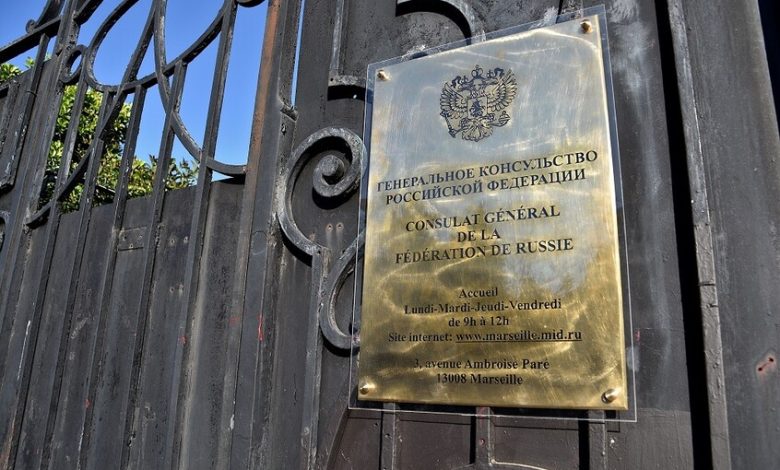 ГЕНЕРАЛЬНОЕ КОНСУЛЬСТВО
РОССИЙСКОЙ ФЕДЕРАЦИИ
CONSULAT GÉNÉRAL
DE LA
FÉDÉRATION DE RUSSIE
Accueil
Lundi-Mardi-Jeudi-Vendredi
de 9h à 12h
Site internet: www.marseille.mid.ru
3, avenue Ambroise Paré
13008 Marseille